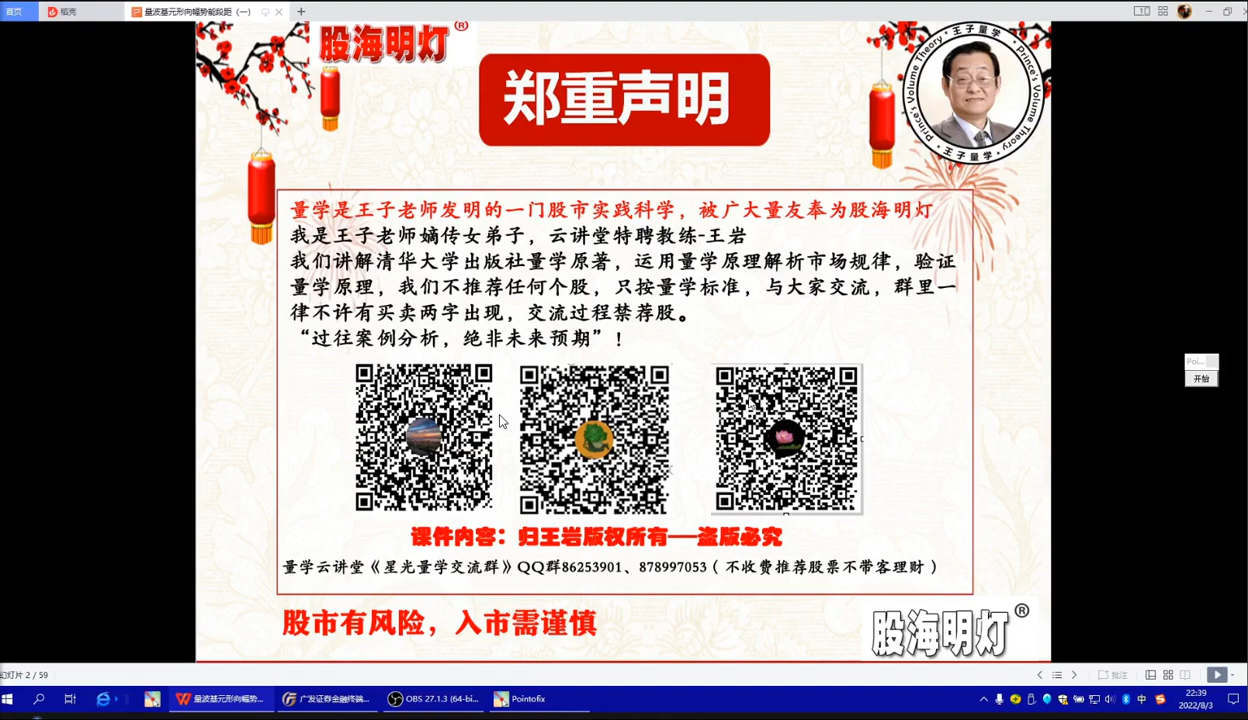 首页
稻壳
量波基元形向幅势能段距（一）
股海明灯®
郑重声明
Prince's Volume Theory · 王子量学 · Prince's Volume Theory · 王子量学
量学是王子老师发明的一门股市实践科学，被广大量友奉为股海明灯
我是王子老师嫡传女弟子，云讲堂特聘教练-王岩
我们讲解清华大学出版社量学原著，运用量学原理解析市场规律，验证
量学原理，我们不推荐任何个股，只按量学标准，与大家交流，群里一
律不许有买卖两字出现，交流过程禁荐股。
“过往案例分析，绝非未来预期”！
Poi...
开始
课件内容：归王岩版权所有——盗版必究
量学云讲堂《星光量学交流群》QQ群86253901、878997053（不收费推荐股票不带客理财）
股市有风险，入市需谨慎
股海明灯®
幻灯片 2 / 59
批注
量波基元形向幅势...
广发证券金融终端...
OBS 27.1.3 (64-bi...
Pointofix
中
22:39
2022/8/3